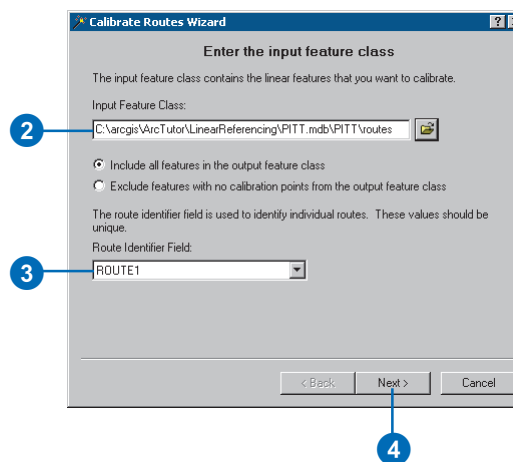 Calibrate Routes Wizard
Enter the input feature class
The input feature class contains the linear features that you want to calibrate.
Input Feature Class:
2
C:\arcgis\ArcTutor\LinearReferencing\PITT.mdb\PITT\routes
Include all features in the output feature class
Exclude features with no calibration points from the output feature class
The route identifier field is used to identify individual routes. These values should be
unique.
Route Identifier Field:
3
ROUTE1
< Back
Next >
Cancel
4